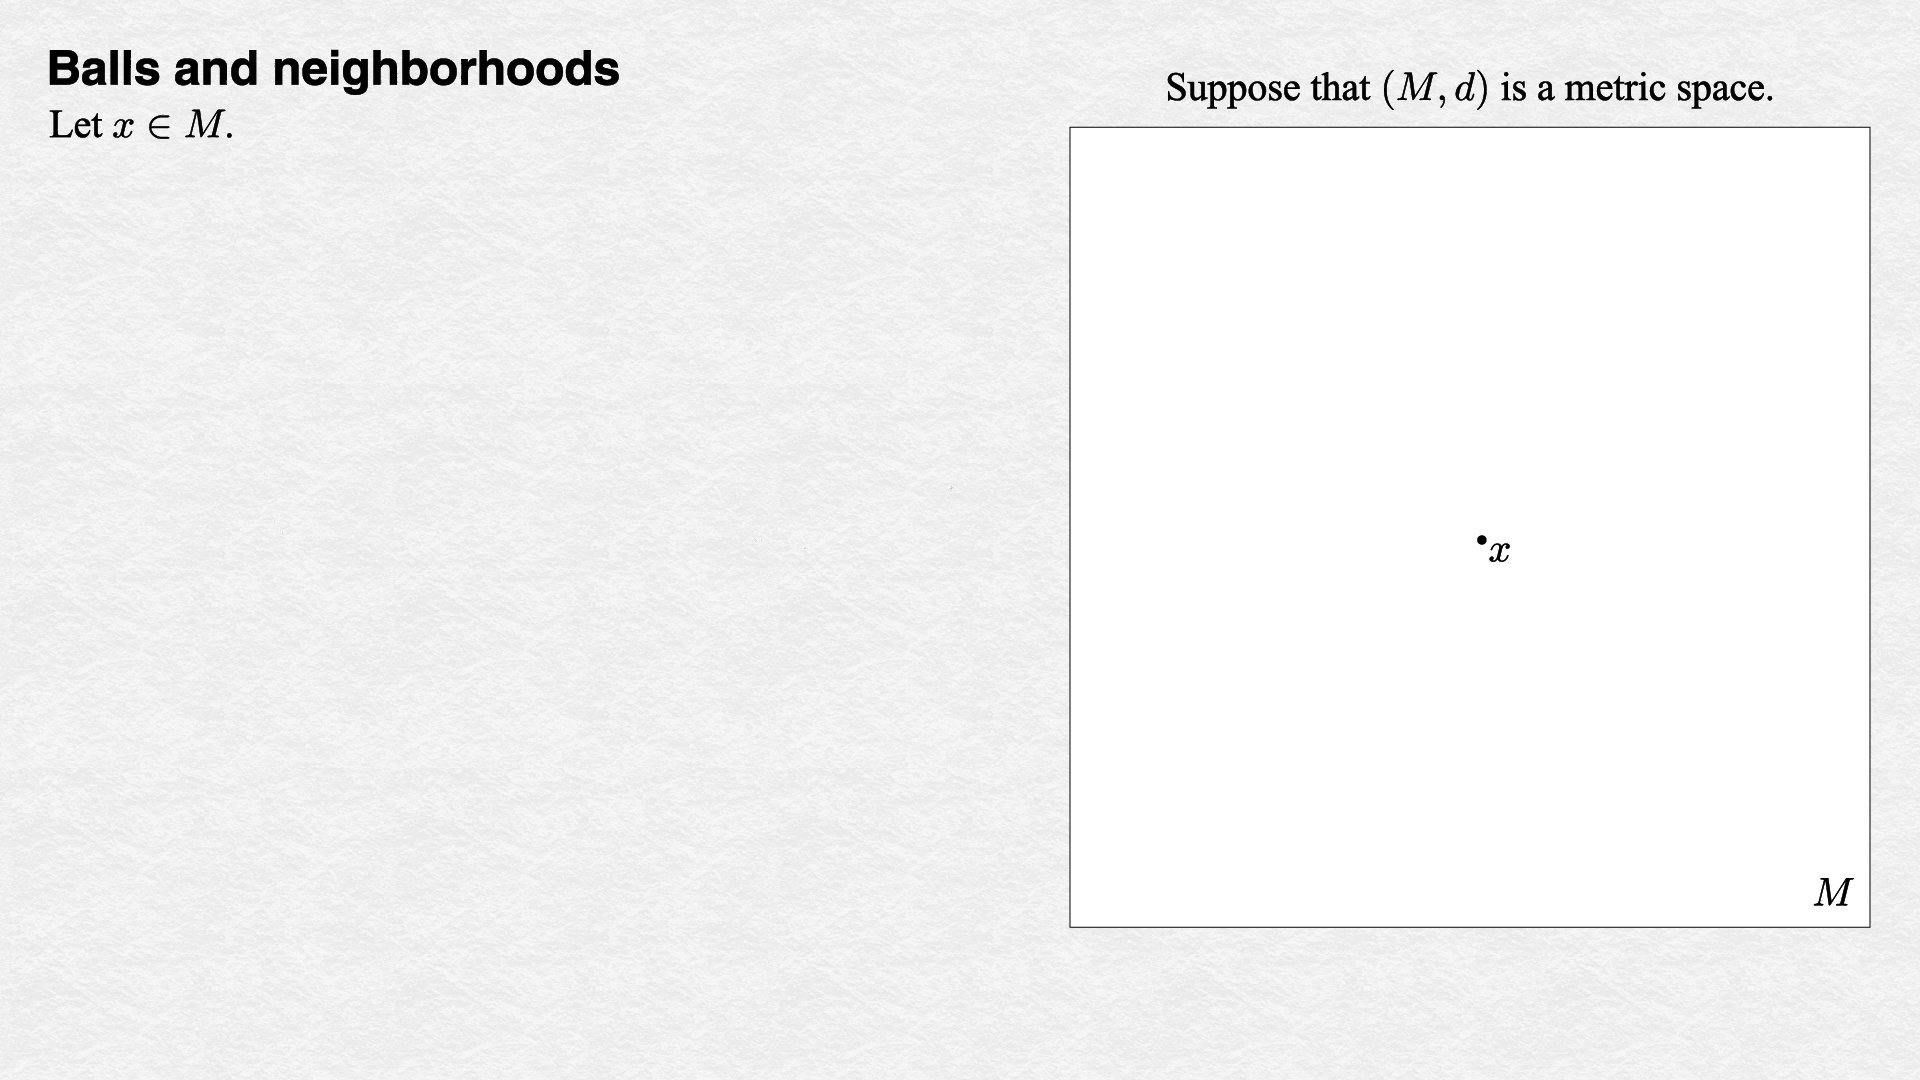 Balls and neighborhoods
Let x ∈ M.
Suppose that (M, d) is a metric space.
x
M